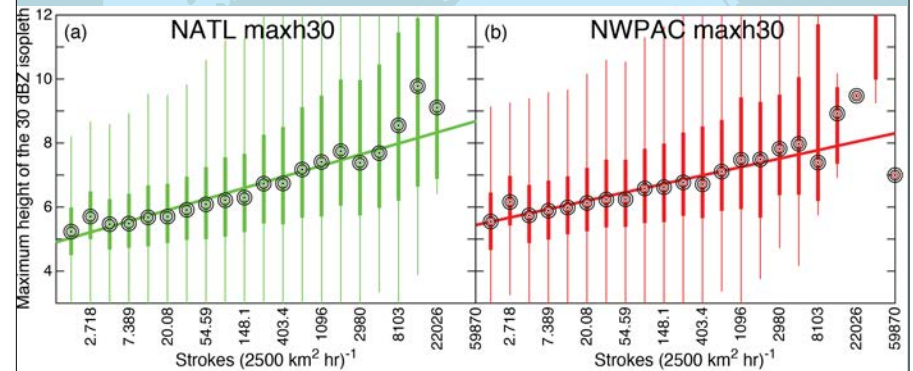 (a) NATL maxh30
(b) NWPAC maxh30
Maximum height of the 30 dBZ isopleth
12
10
8
6
4
2.718 7.389 20.08 54.59 148.1 403.4 1096 2980 8103 22026 59870
2.718 7.389 20.08 54.59 148.1 403.4 1096 2980 8103 22026 59870
Strokes (2500 km² hr)⁻¹
Strokes (2500 km² hr)⁻¹